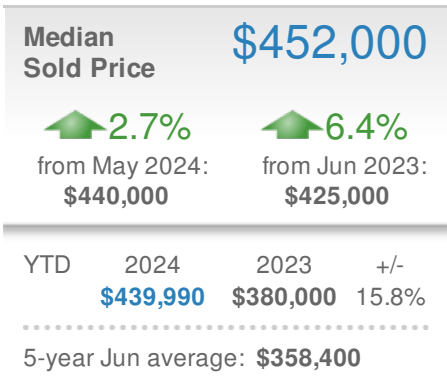 Median $452,000
Sold Price
2.7% 6.4%
from May 2024: from Jun 2023:
$440,000 $425,000
YTD 2024 2023 +/-
$439,990 $380,000 15.8%
5-year Jun average: $358,400